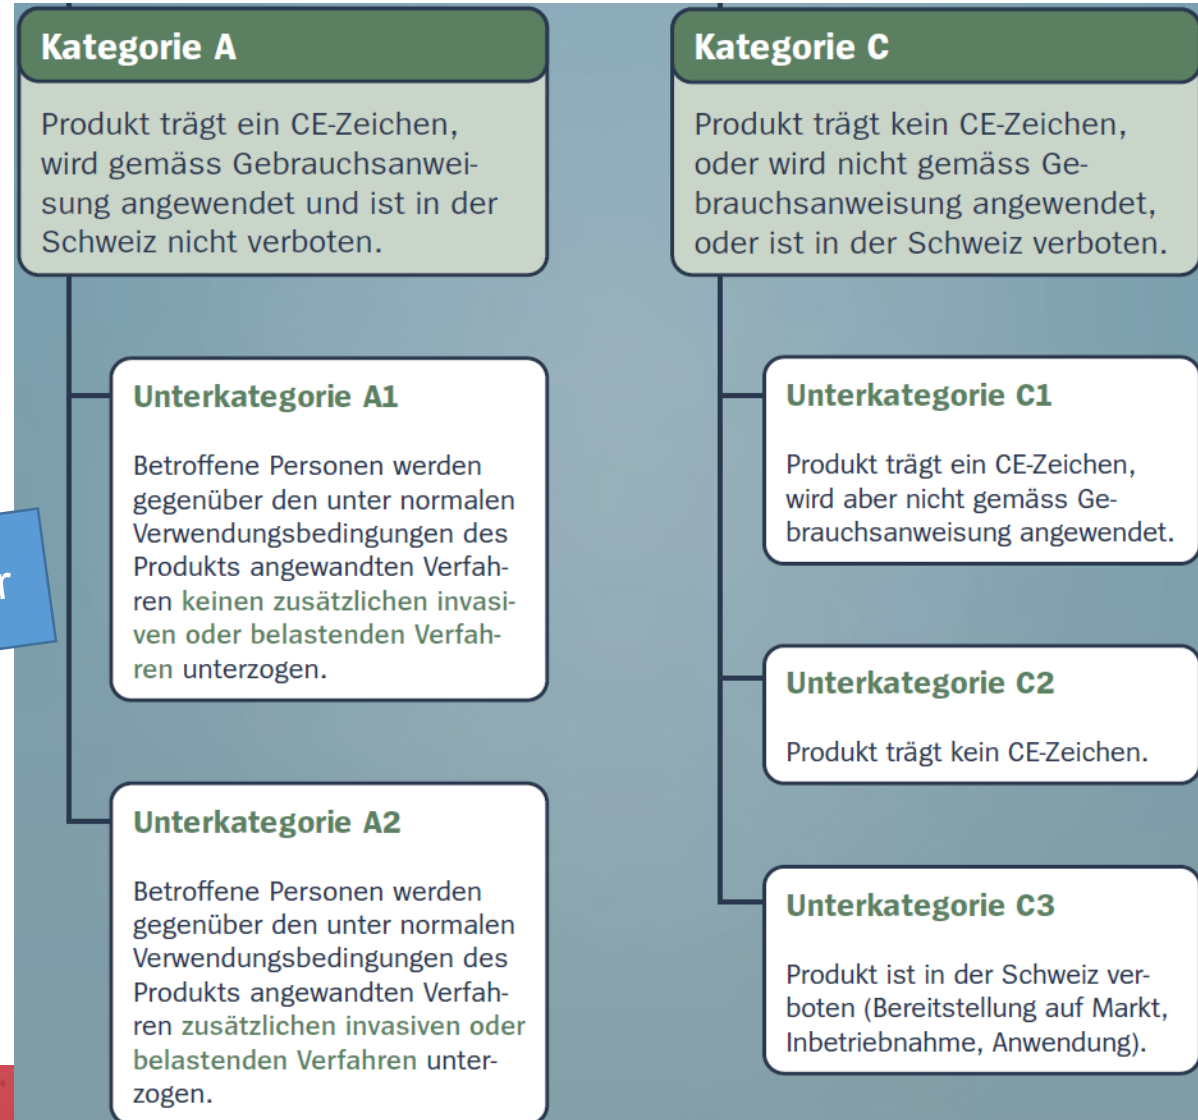 Kategorie A
Produkt trägt ein CE-Zeichen,
wird gemäss Gebrauchsanwei-
sung angewendet und ist in der
Schweiz nicht verboten.
Unterkategorie A1
Betroffene Personen werden
gegenüber den unter normalen
Verwendungsbedingungen des
Produkts angewandten Verfah-
ren keinen zusätzlichen invasi-
ven oder belastenden Verfah-
ren unterzogen.
Unterkategorie A2
Betroffene Personen werden
gegenüber den unter normalen
Verwendungsbedingungen des
Produkts angewandten Verfah-
ren zusätzlichen invasiven oder
belastenden Verfahren unter-
zogen.
Kategorie C
Produkt trägt kein CE-Zeichen,
oder wird nicht gemäss Ge-
brauchsanweisung angewendet,
oder ist in der Schweiz verboten.
Unterkategorie C1
Produkt trägt ein CE-Zeichen,
wird aber nicht gemäss Ge-
brauchsanweisung angewendet.
Unterkategorie C2
Produkt trägt kein CE-Zeichen.
Unterkategorie C3
Produkt ist in der Schweiz ver-
boten (Bereitstellung auf Markt,
Inbetriebnahme, Anwendung).